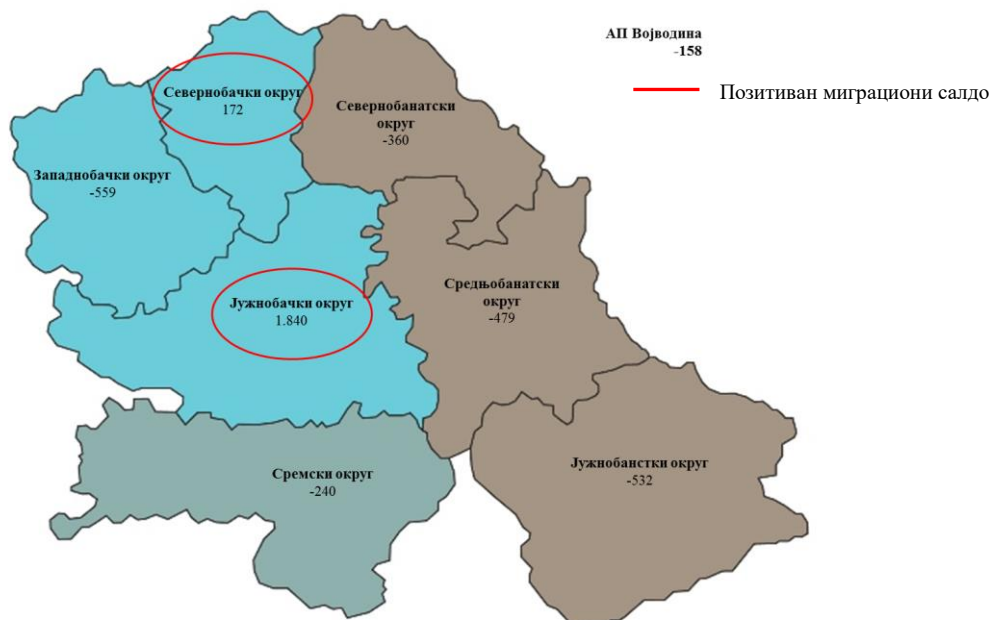 АП Војводина
-158
Позитиван миграциони салдо
Севернобачки округ
172
Севернобанатски
округ
-360
Западнобачки округ
-559
Јужнобачки округ
1.840
Средњобанатски
округ
-479
Сремски округ
-240
Јужнобанстки округ
-532